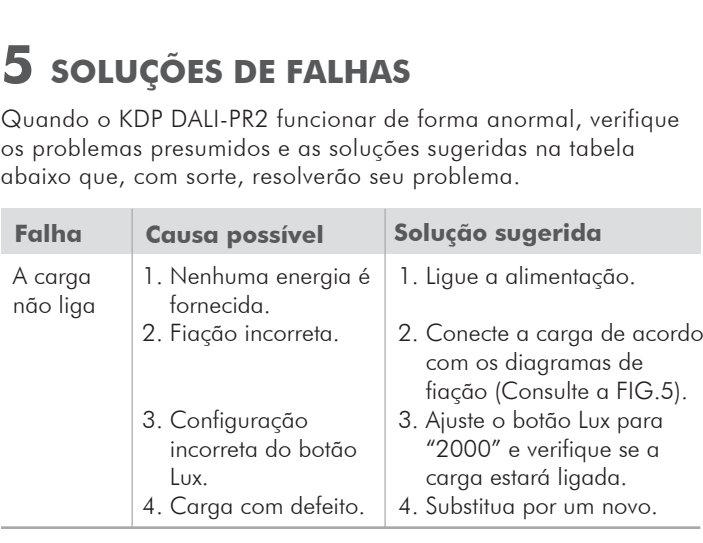 5 SOLUÇÕES DE FALHAS
Quando o KDP DALI-PR2 funcionar de forma anormal, verifique
os problemas presumidos e as soluções sugeridas na tabela
abaixo que, com sorte, resolverão seu problema.
Falha Causa possível Solução sugerida
A carga 1. Nenhuma energia é 1. Ligue a alimentação.
não liga fornecida.
2. Fiação incorreta. 2. Conecte a carga de acordo
com os diagramas de
fiação (Consulte a FIG.5).
3. Configuração 3. Ajuste o botão Lux para
incorreta do botão “2000” e verifique se a
Lux. carga estará ligada.
4. Carga com defeito. 4. Substitua por um novo.